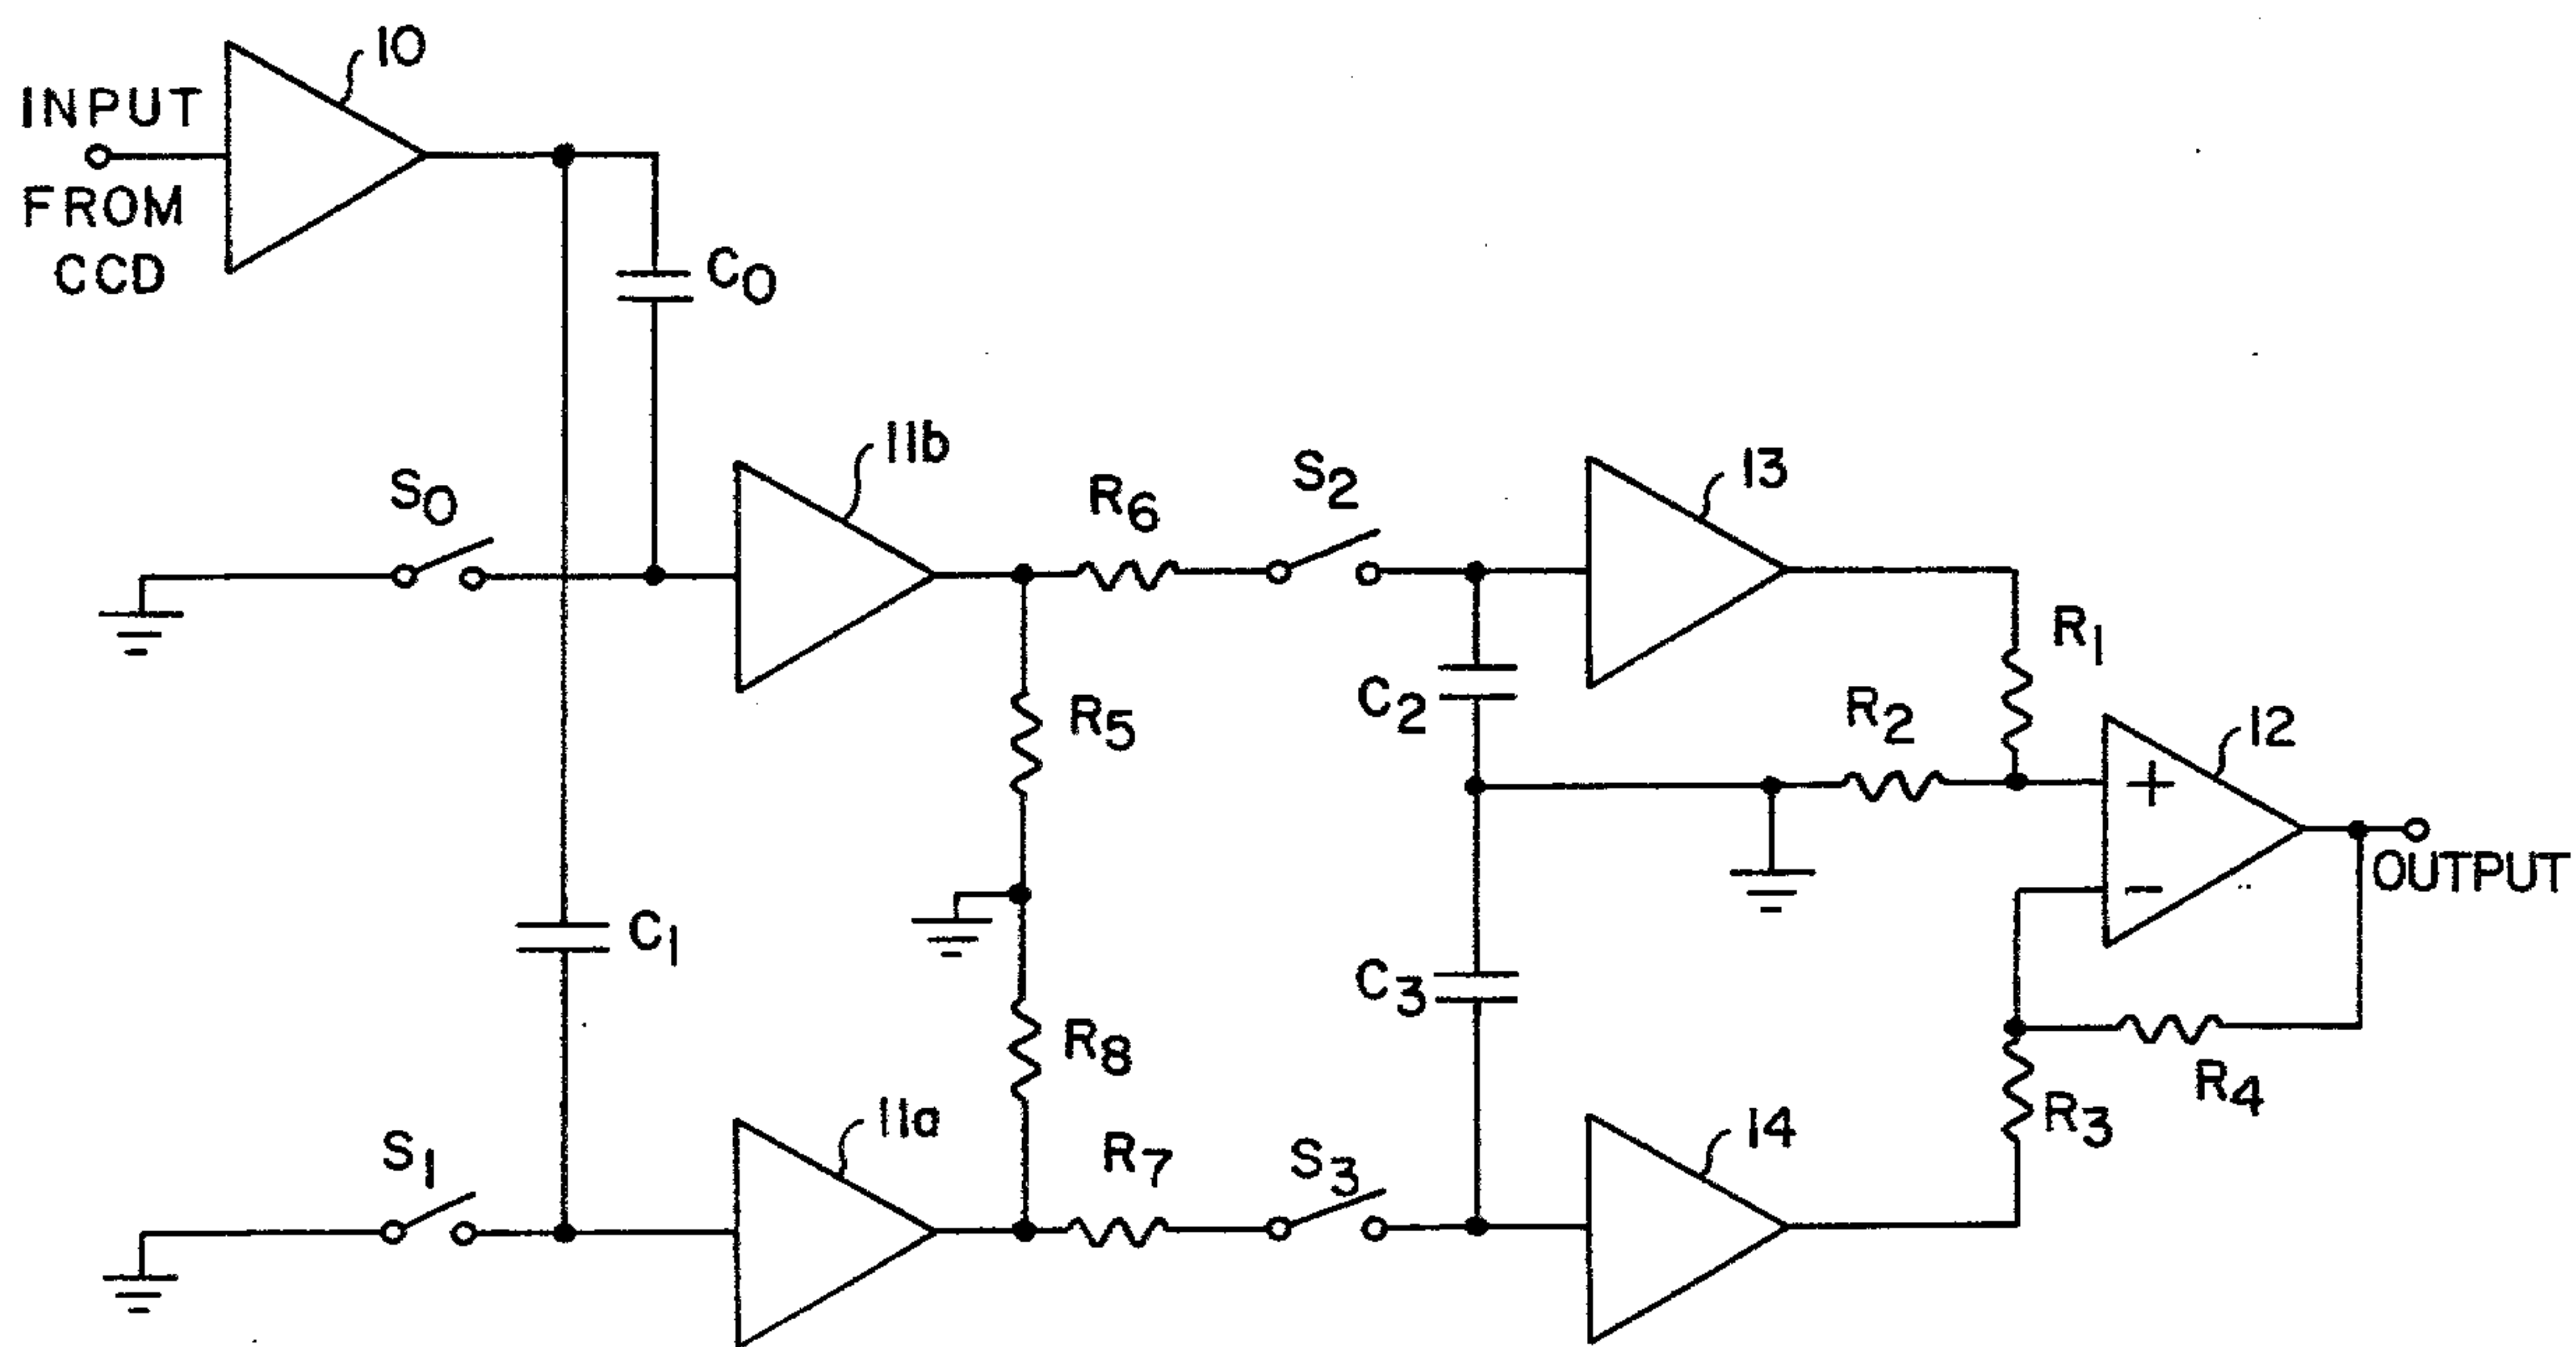 10
INPUT
FROM
CCD
C0
11b
S0
R6
S2
13
R1
R5
C2
R2
12
+
−
OUTPUT
C1
C3
R8
R4
R3
11a
S1
R7
S3
14